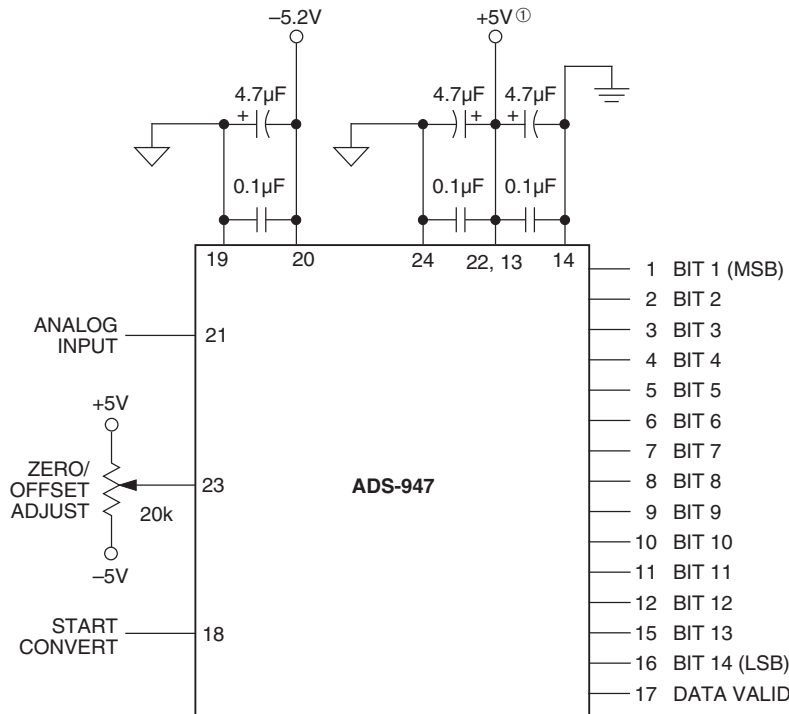 –5.2V
+5V ①
4.7µF
+
4.7µF
+
4.7µF
+
0.1µF
0.1µF
0.1µF
19
20
24
22, 13
14
ANALOG
INPUT
21
+5V
ZERO/
OFFSET
ADJUST
20k
23
–5V
START
CONVERT
18
ADS-947
1 BIT 1 (MSB)
2 BIT 2
3 BIT 3
4 BIT 4
5 BIT 5
6 BIT 6
7 BIT 7
8 BIT 8
9 BIT 9
10 BIT 10
11 BIT 11
12 BIT 12
15 BIT 13
16 BIT 14 (LSB)
17 DATA VALID